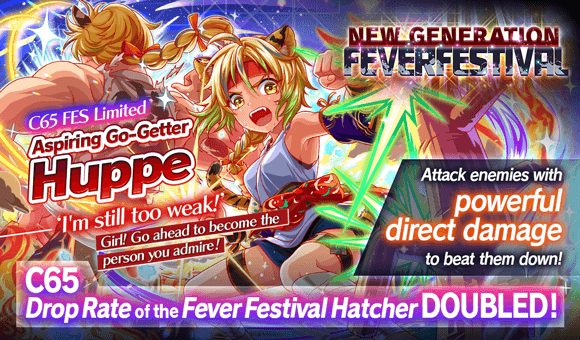 NEW GENERATION
FEVERFESTIVAL
C65 FES Limited
Aspiring Go-Getter
Huppe
'I'm still too weak!'
Girl! Go ahead to become the
person you admire!
Attack enemies with
powerful
direct damage
to beat them down!
C65
Drop Rate of the Fever Festival Hatcher DOUBLED!